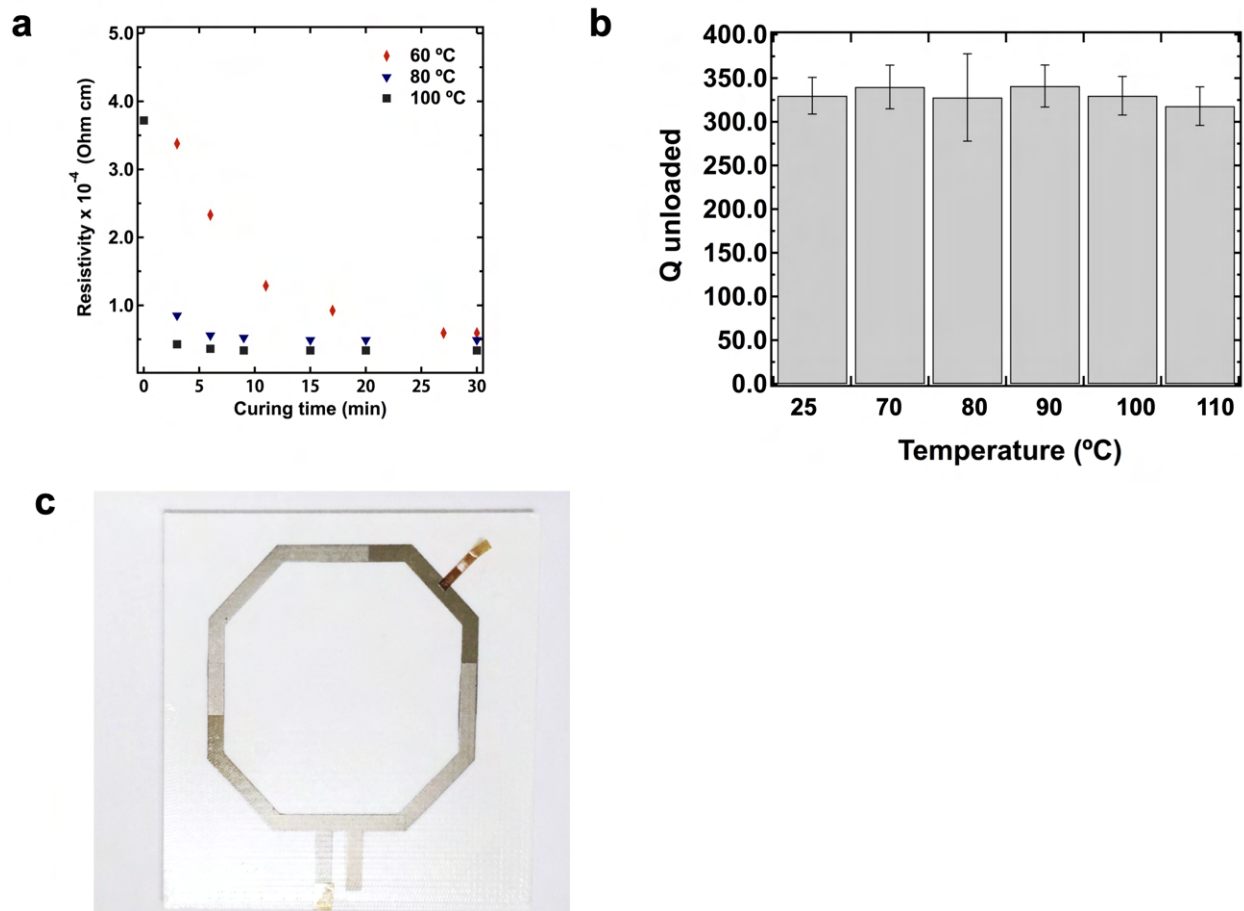 a
5.0
4.0
3.0
2.0
1.0
Resistivity x 10⁻⁴ (Ohm cm)
60 ºC
80 ºC
100 ºC
0 5 10 15 20 25 30
Curing time (min)
b
400.0
350.0
300.0
250.0
200.0
150.0
100.0
50.0
0.0
Q unloaded
25 70 80 90 100 110
Temperature (ºC)
c